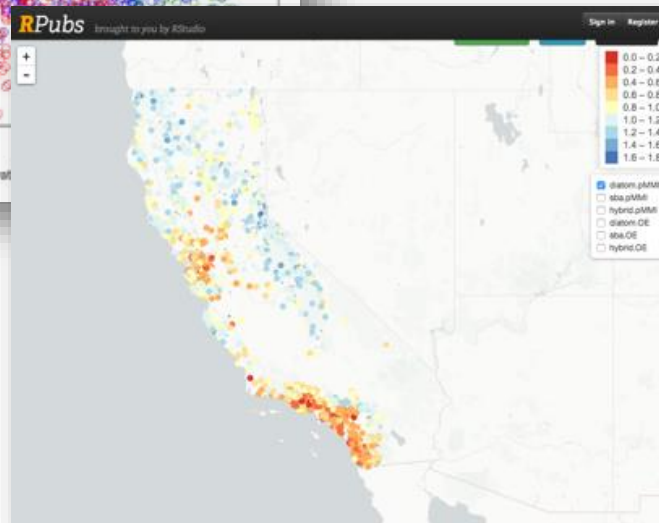 RPubs brought to you by RStudio
Sign in Register
+
-
0.0 – 0.2
0.2 – 0.4
0.4 – 0.6
0.6 – 0.8
0.8 – 1.0
1.0 – 1.2
1.2 – 1.4
1.4 – 1.6
1.6 – 1.8
diatom.pMMI
sba.pMMI
hybrid.pMMI
diatom.OE
sba.OE
hybrid.OE